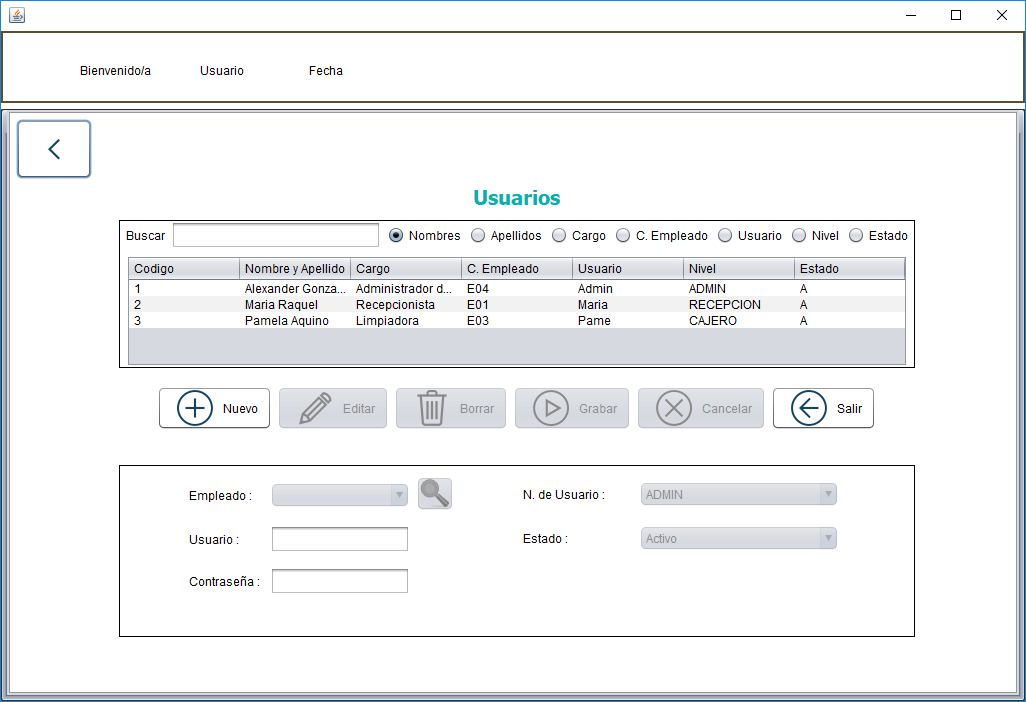 Bienvenido/a Usuario Fecha
Usuarios
Buscar Nombres Apellidos Cargo C. Empleado Usuario Nivel Estado
Codigo Nombre y Apellido Cargo C. Empleado Usuario Nivel Estado
1 Alexander Gonza... Administrador d... E04 Admin ADMIN A
2 Maria Raquel Recepcionista E01 Maria RECEPCION A
3 Pamela Aquino Limpiadora E03 Pame CAJERO A
Nuevo Editar Borrar Grabar Cancelar Salir
Empleado : N. de Usuario : ADMIN
Usuario : Estado : Activo
Contraseña :